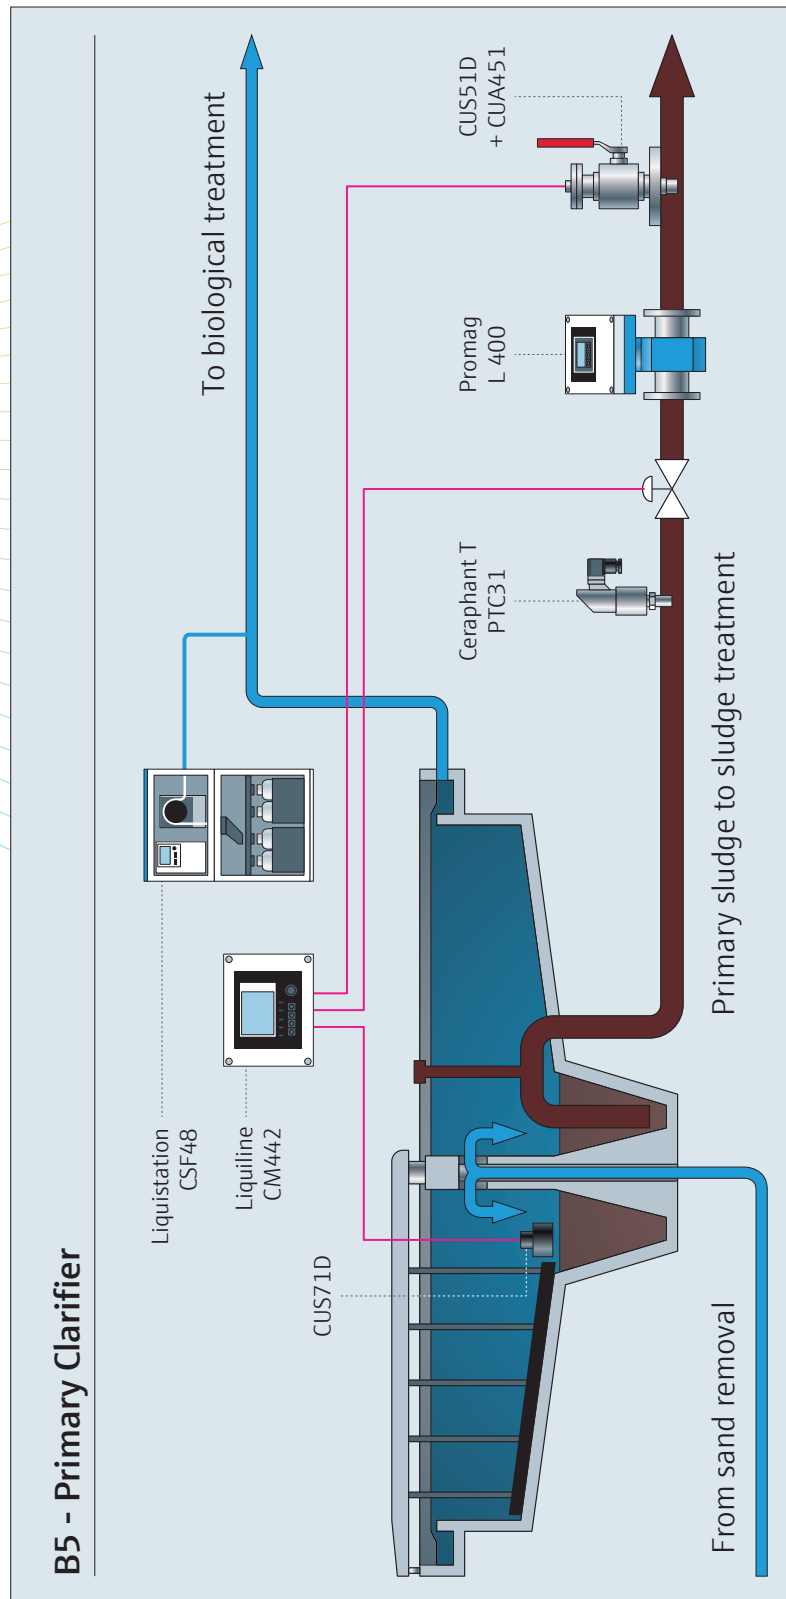 B5 - Primary Clarifier
Liquistation
CSF48
Liquiline
CM442
To biological treatment
CUS71D
Ceraphant T
PTC31
Promag
L 400
CUS51D
+ CUA451
From sand removal
Primary sludge to sludge treatment